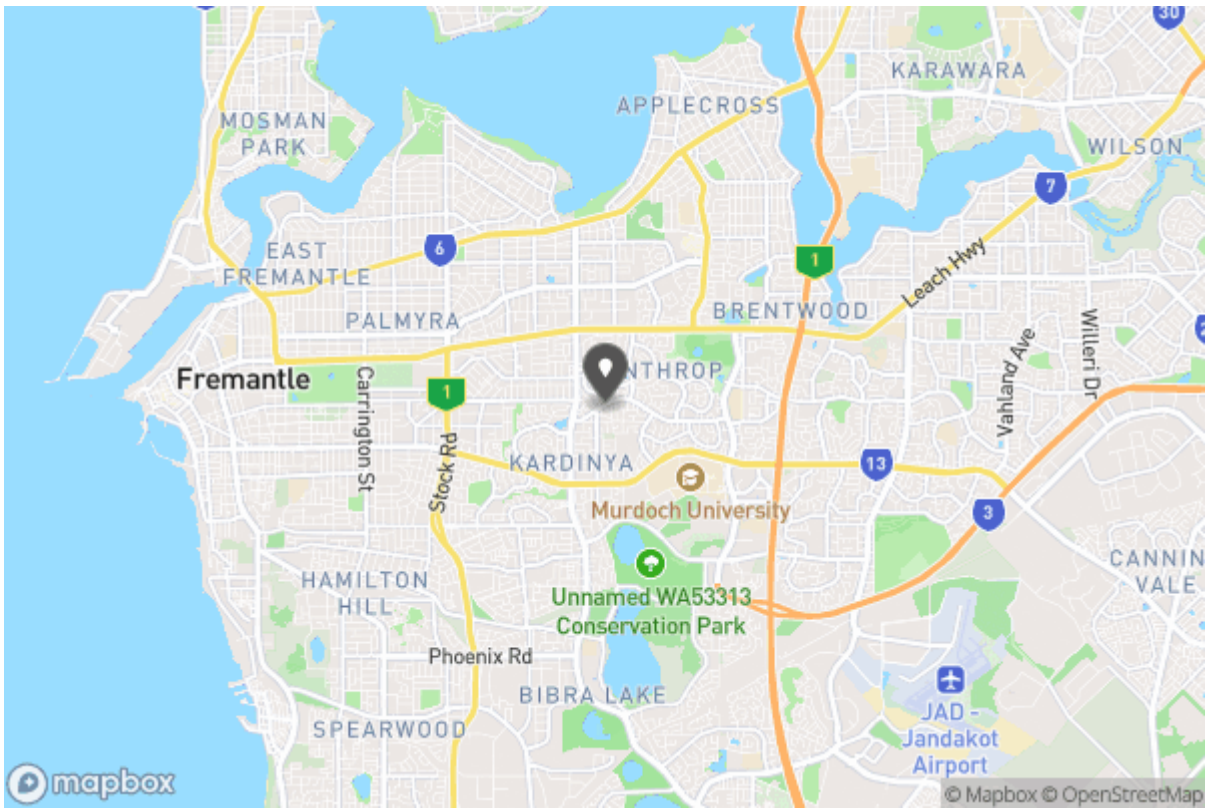 30
KARAWARA
APPLECROSS
MOSMAN
PARK
WILSON
7
6
EAST
FREMANTLE
1
Leach Hwy
BRENTWOOD
PALMYRA
Vahland Ave
Willeri Dr
2
NTHROP
Fremantle
Carrington St
1
Stock Rd
KARDINYA
13
Murdoch University
3
HAMILTON
HILL
Unnamed WA53313
Conservation Park
CANNIN
VALE
Phoenix Rd
BIBRA LAKE
SPEARWOOD
JAD -
Jandakot
Airport
mapbox
© Mapbox © OpenStreetMap